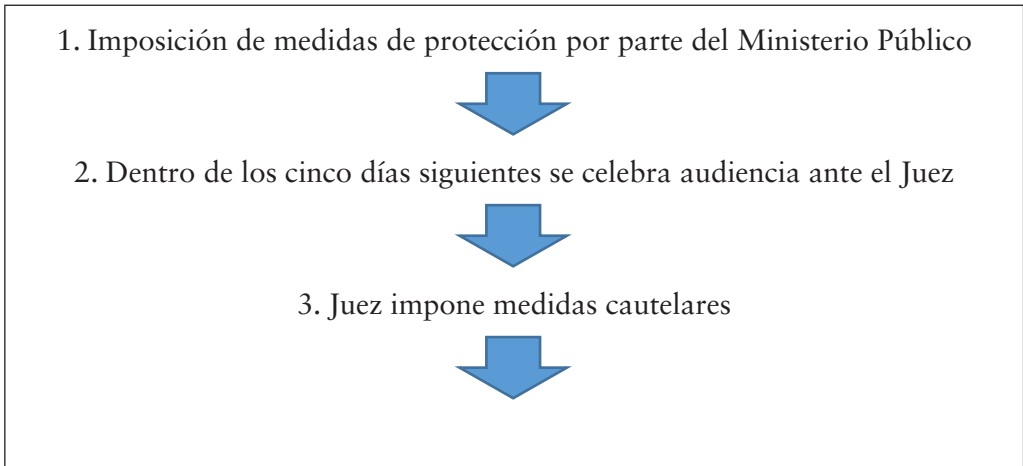 1. Imposición de medidas de protección por parte del Ministerio Público
2. Dentro de los cinco días siguientes se celebra audiencia ante el Juez
3. Juez impone medidas cautelares